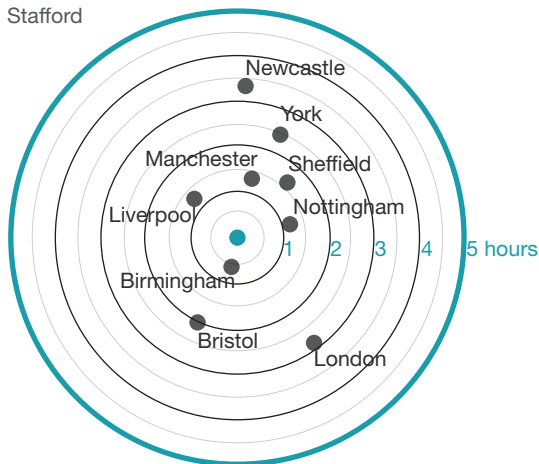 Stafford
Newcastle
York
Manchester
Sheffield
Liverpool
Nottingham
1 2 3 4 5 hours
Birmingham
Bristol
London